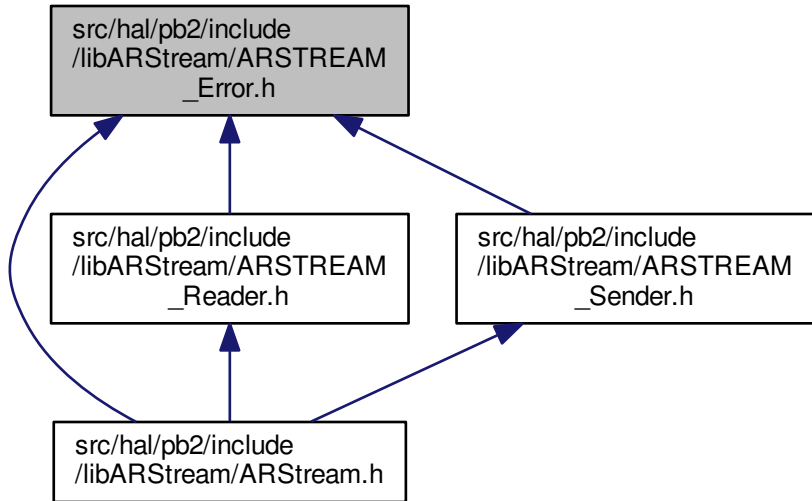 src/hal/pb2/include
/libARStream/ARSTREAM
_Error.h
src/hal/pb2/include
/libARStream/ARSTREAM
_Reader.h
src/hal/pb2/include
/libARStream/ARSTREAM
_Sender.h
src/hal/pb2/include
/libARStream/ARStream.h